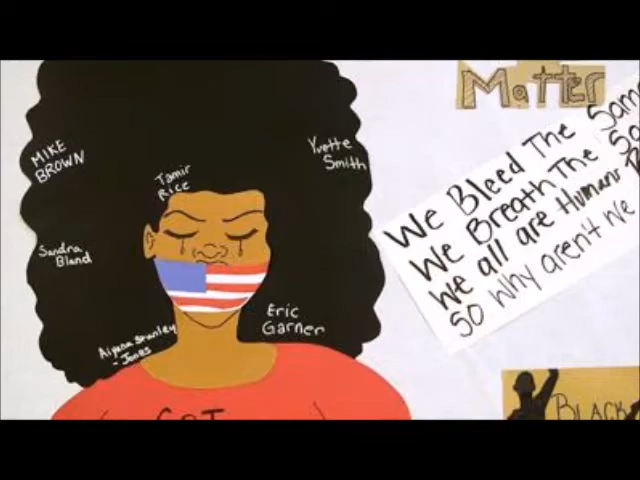 Matter
MIKE
BROWN
Tamir
Rice
Yvette
Smith
Sandra
Bland
Eric
Garner
Aiyana Stanley
- Jones
We Bleed The Same
We Breath The
We all are Human
So why aren't we
BLACK